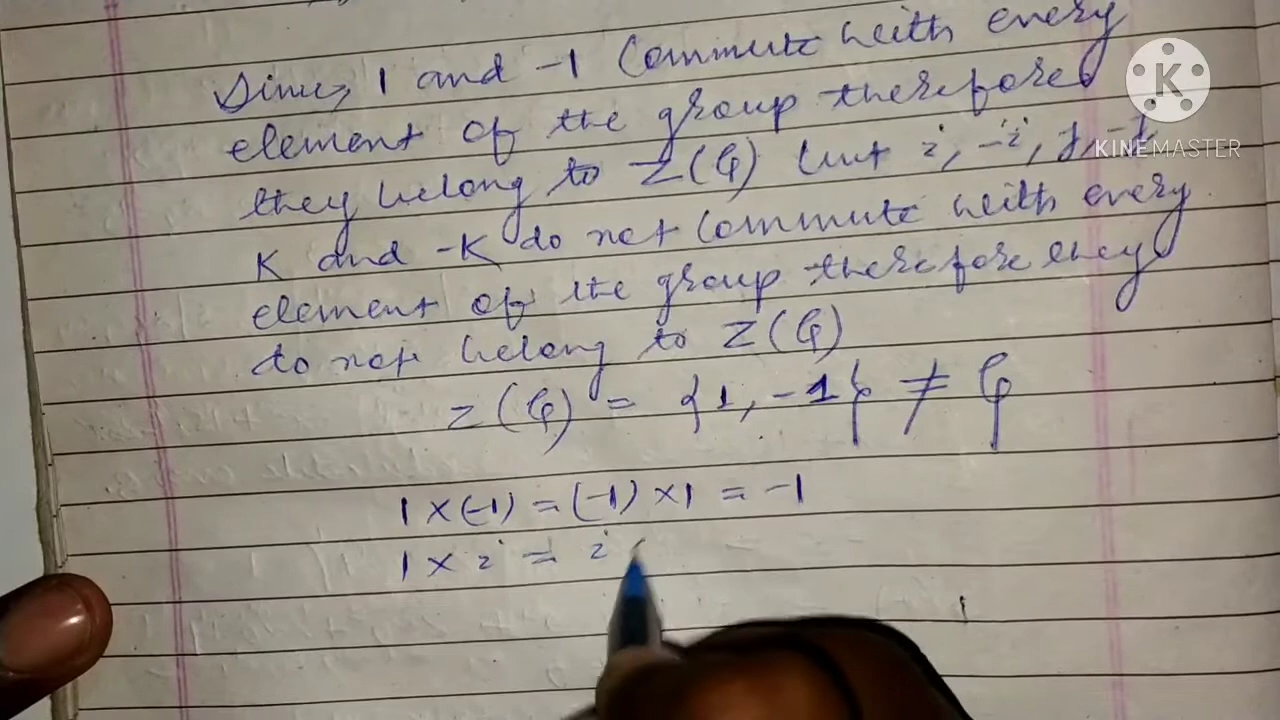 Since, 1 and -1 Commute with every
element of the group therefore
they belong to Z(G) but i, -i, j, -j
K and -K do not Commute with every
element of the group therefore they
do not belong to Z(G)
Z(G) = {1, -1} ≠ G
1 × (-1) = (-1) × 1 = -1
1 × i = i
KINEMASTER